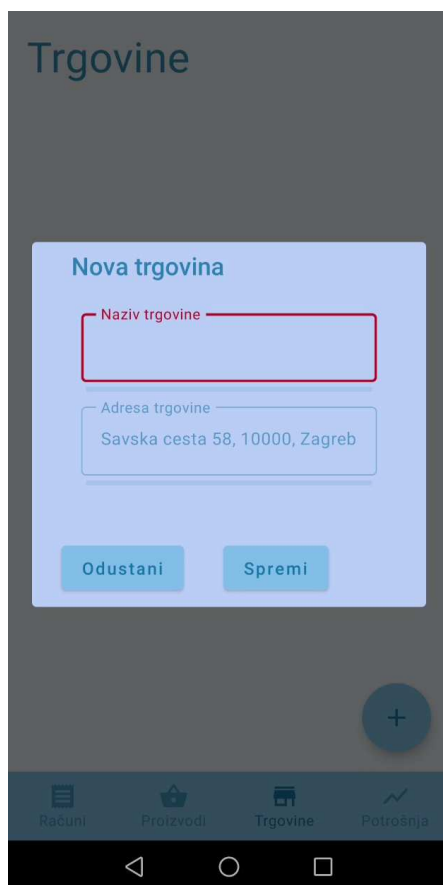 Trgovine
Nova trgovina
Naziv trgovine
Adresa trgovine
Savska cesta 58, 10000, Zagreb
Odustani
Spremi
+
Računi
Proizvodi
Trgovine
Potrošnja